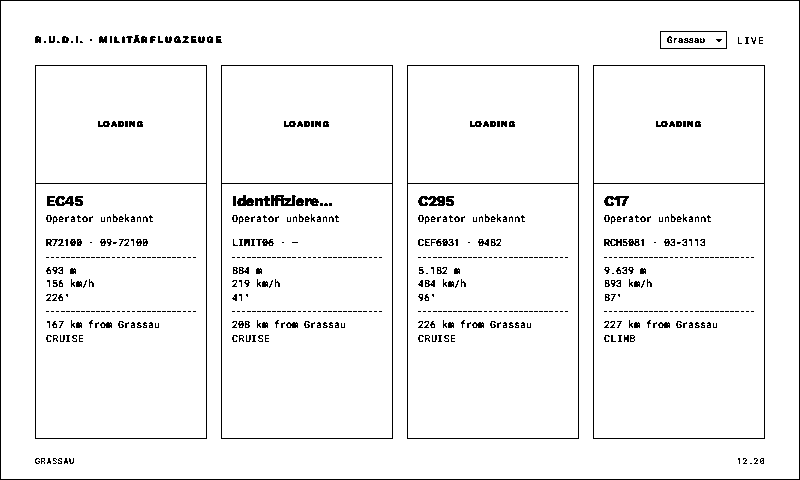 R.U.D.I. · MILITÄRFLUGZEUGE
Grassau
LIVE
LOADING
EC45
Operator unbekannt
R72100 · 09-72100
693 m
156 km/h
226°
167 km from Grassau
CRUISE
LOADING
Identifiziere...
Operator unbekannt
LIMIT06 · —
884 m
219 km/h
41°
208 km from Grassau
CRUISE
LOADING
C295
Operator unbekannt
CEF6031 · 0482
5.182 m
484 km/h
96°
226 km from Grassau
CRUISE
LOADING
C17
Operator unbekannt
RCH5081 · 03-3113
9.639 m
893 km/h
87°
227 km from Grassau
CLIMB
GRASSAU
12.20